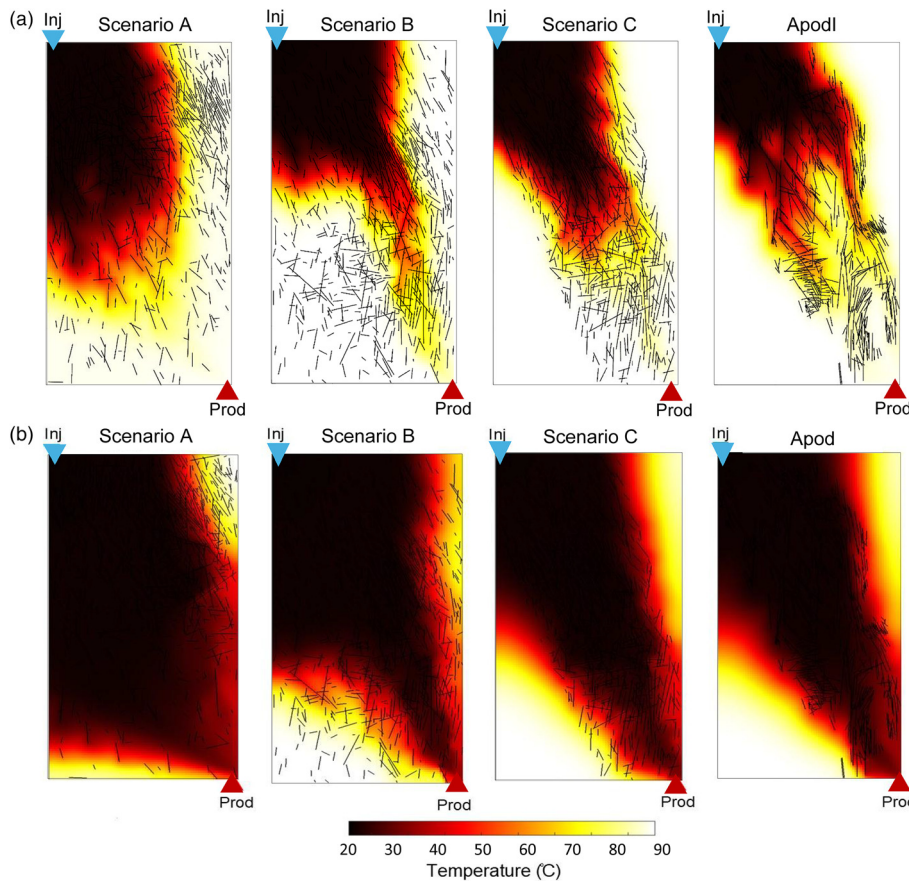 (a) Inj Scenario A Inj Scenario B Inj Scenario C Inj ApodI
Prod Prod Prod Prod
(b) Inj Scenario A Inj Scenario B Inj Scenario C Inj Apod
Prod Prod Prod Prod
20 30 40 50 60 70 80 90
Temperature (℃)